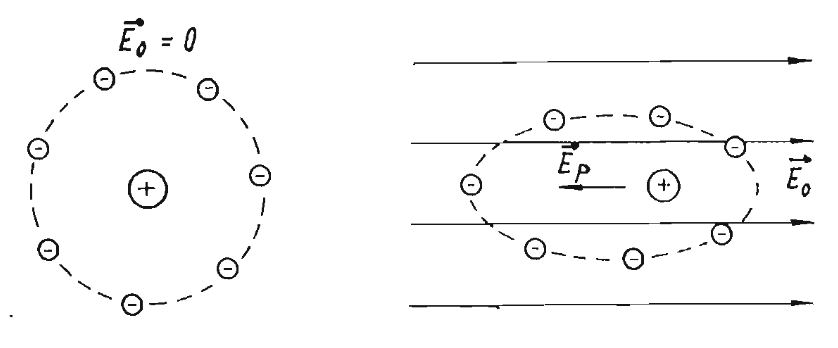 E⃗₀ = 0
E⃗ₚ
E⃗₀